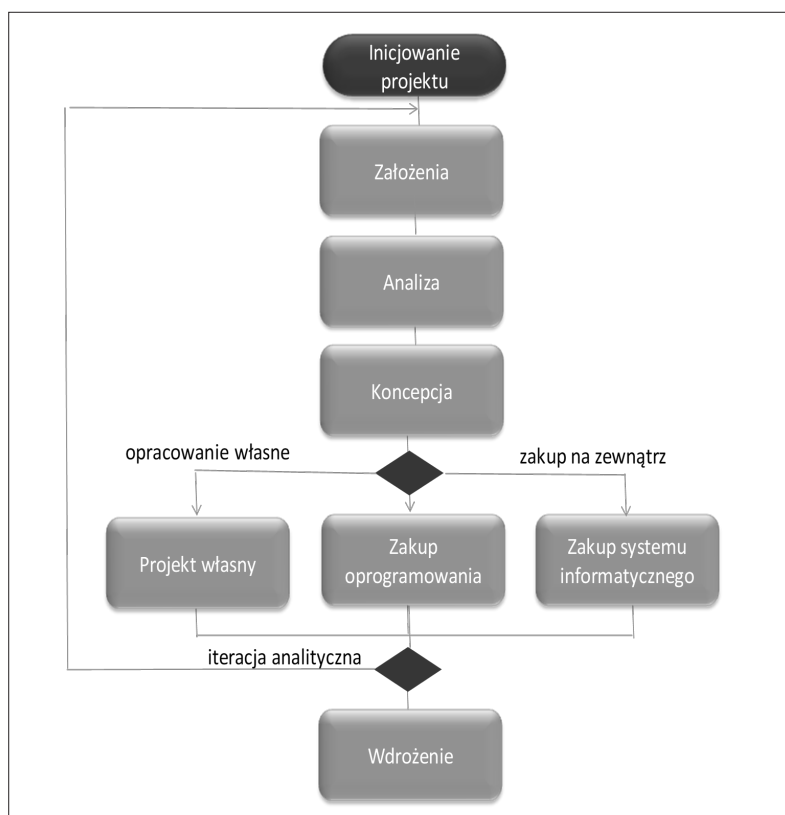 Inicjowanie
projektu
Założenia
Analiza
Koncepcja
opracowanie własne
zakup na zewnątrz
Projekt własny
Zakup
oprogramowania
Zakup systemu
informatycznego
iteracja analityczna
Wdrożenie